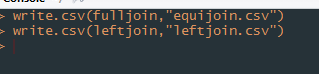 Console
> write.csv(fulljoin,"equijoin.csv")
> write.csv(leftjoin,"leftjoin.csv")
>